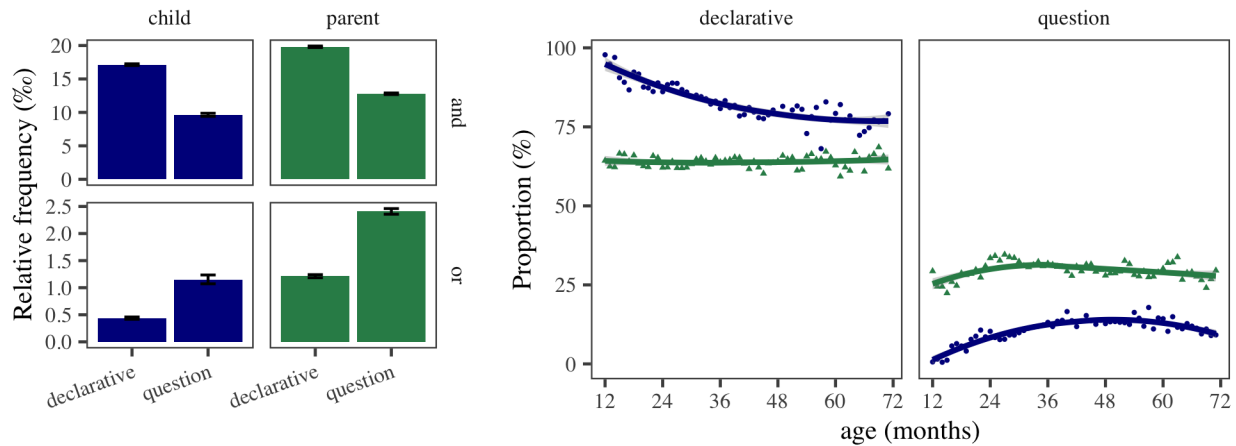 child parent
Relative frequency (‰)
20
15
10
5
0
and
2.5
2.0
1.5
1.0
0.5
0.0
or
declarative question declarative question
declarative question
Proportion (%)
100
75
50
25
0
12 24 36 48 60 72 12 24 36 48 60 72
age (months)